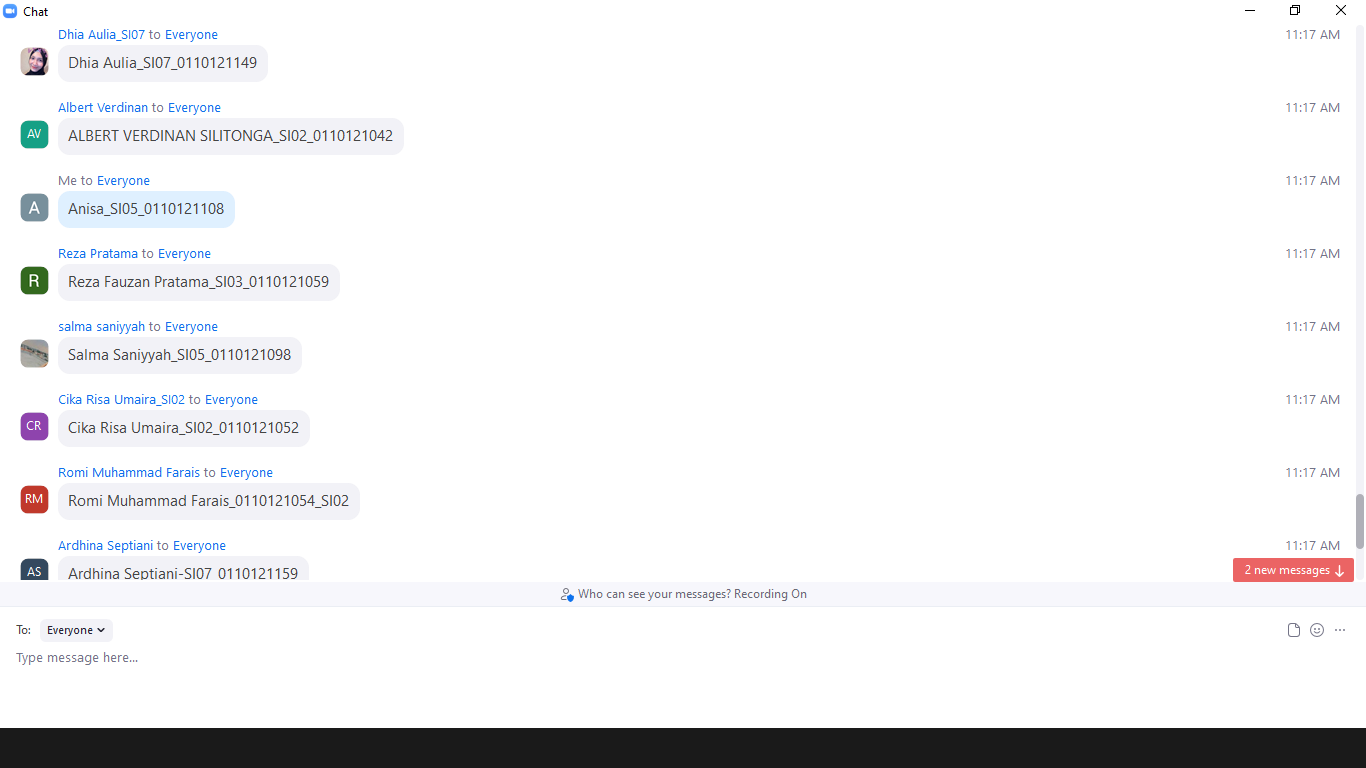 Chat
Dhia Aulia_SI07 to Everyone 11:17 AM
Dhia Aulia_SI07_0110121149
Albert Verdinan to Everyone 11:17 AM
AV
ALBERT VERDINAN SILITONGA_SI02_0110121042
Me to Everyone 11:17 AM
A
Anisa_SI05_0110121108
Reza Pratama to Everyone 11:17 AM
R
Reza Fauzan Pratama_SI03_0110121059
salma saniyyah to Everyone 11:17 AM
Salma Saniyyah_SI05_0110121098
Cika Risa Umaira_SI02 to Everyone 11:17 AM
CR
Cika Risa Umaira_SI02_0110121052
Romi Muhammad Farais to Everyone 11:17 AM
RM
Romi Muhammad Farais_0110121054_SI02
Ardhina Septiani to Everyone 11:17 AM
AS
Ardhina Septiani-SI07_0110121159
2 new messages
Who can see your messages? Recording On
To: Everyone
Type message here...